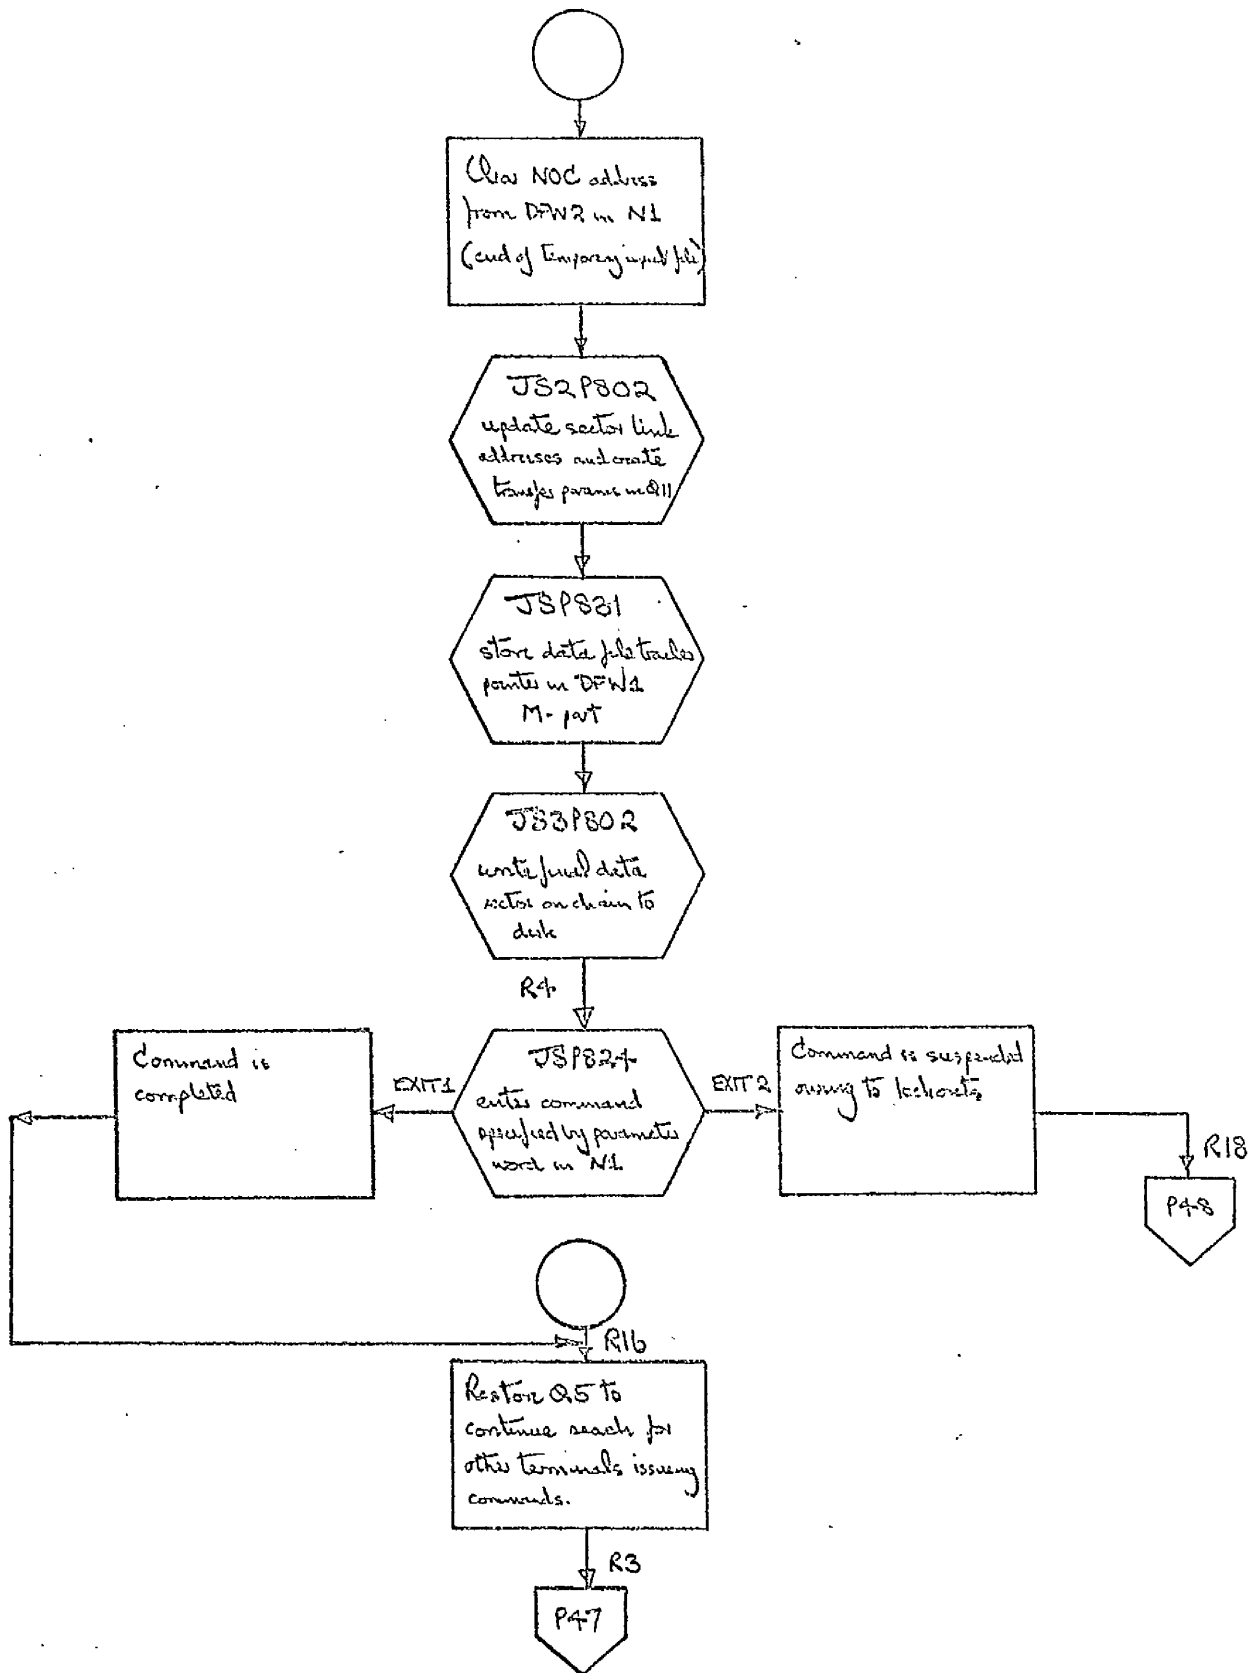 Clear NOC address
from DFW2 in N1
(end of temporary input file)
JS2P802
update sector link
addresses and create
transfer params in Q11
JSP831
store data file tracks
pointer in DFW1
M-part
JS3P802
write final data
sector on chain to
disk
R4
JSP824
enter command
specified by parameter
word in N1
EXIT 1
Command is
completed
EXIT 2
Command is suspended
owing to lockouts
R18
P48
R16
Restore Q5 to
continue search for
other terminals issuing
commands.
R3
P47